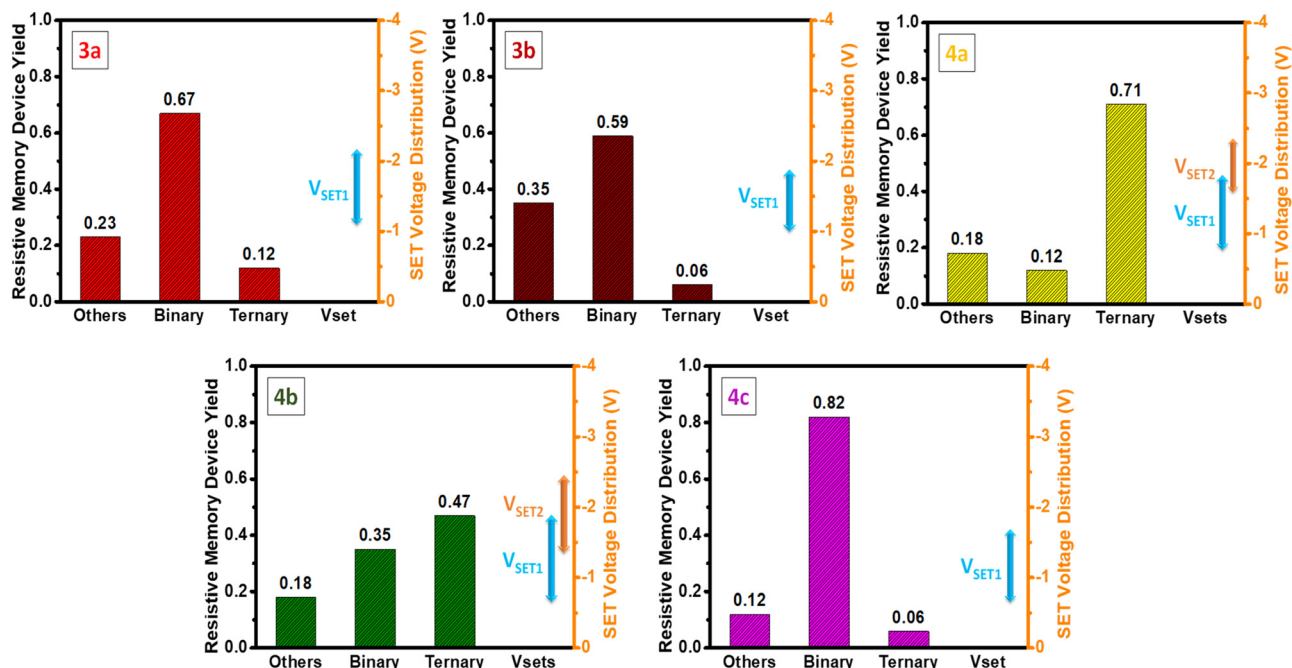 3a
Resistive Memory Device Yield
1.0
0.8
0.6
0.4
0.2
0.0
0.23
0.67
0.12
VSET1
Others Binary Ternary Vset
-4
-3
-2
-1
0
SET Voltage Distribution (V)
3b
Resistive Memory Device Yield
1.0
0.8
0.6
0.4
0.2
0.0
0.35
0.59
0.06
VSET1
Others Binary Ternary Vset
-4
-3
-2
-1
0
SET Voltage Distribution (V)
4a
Resistive Memory Device Yield
1.0
0.8
0.6
0.4
0.2
0.0
0.18
0.12
0.71
VSET2
VSET1
Others Binary Ternary Vsets
-4
-3
-2
-1
0
SET Voltage Distribution (V)
4b
Resistive Memory Device Yield
1.0
0.8
0.6
0.4
0.2
0.0
0.18
0.35
0.47
VSET2
VSET1
Others Binary Ternary Vsets
-4
-3
-2
-1
0
SET Voltage Distribution (V)
4c
Resistive Memory Device Yield
1.0
0.8
0.6
0.4
0.2
0.0
0.12
0.82
0.06
VSET1
Others Binary Ternary Vset
-4
-3
-2
-1
0
SET Voltage Distribution (V)